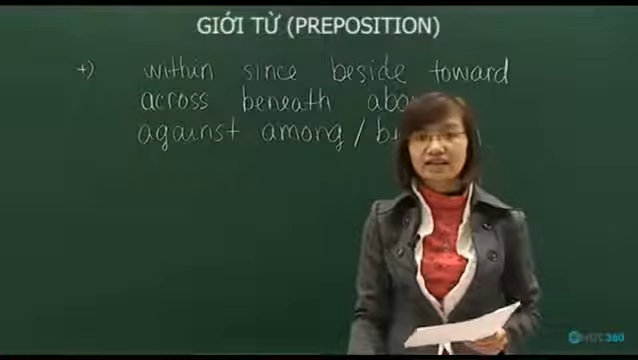 GIỚI TỪ (PREPOSITION)
+) within since beside toward
across beneath
against among /